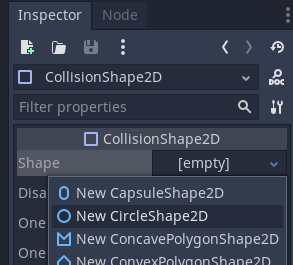 Inspector Node
CollisionShape2D
DOC
Filter properties
CollisionShape2D
Shape [empty]
Disa New CapsuleShape2D
New CircleShape2D
One New ConcavePolygonShape2D
One New ConvexPolygonShape2D